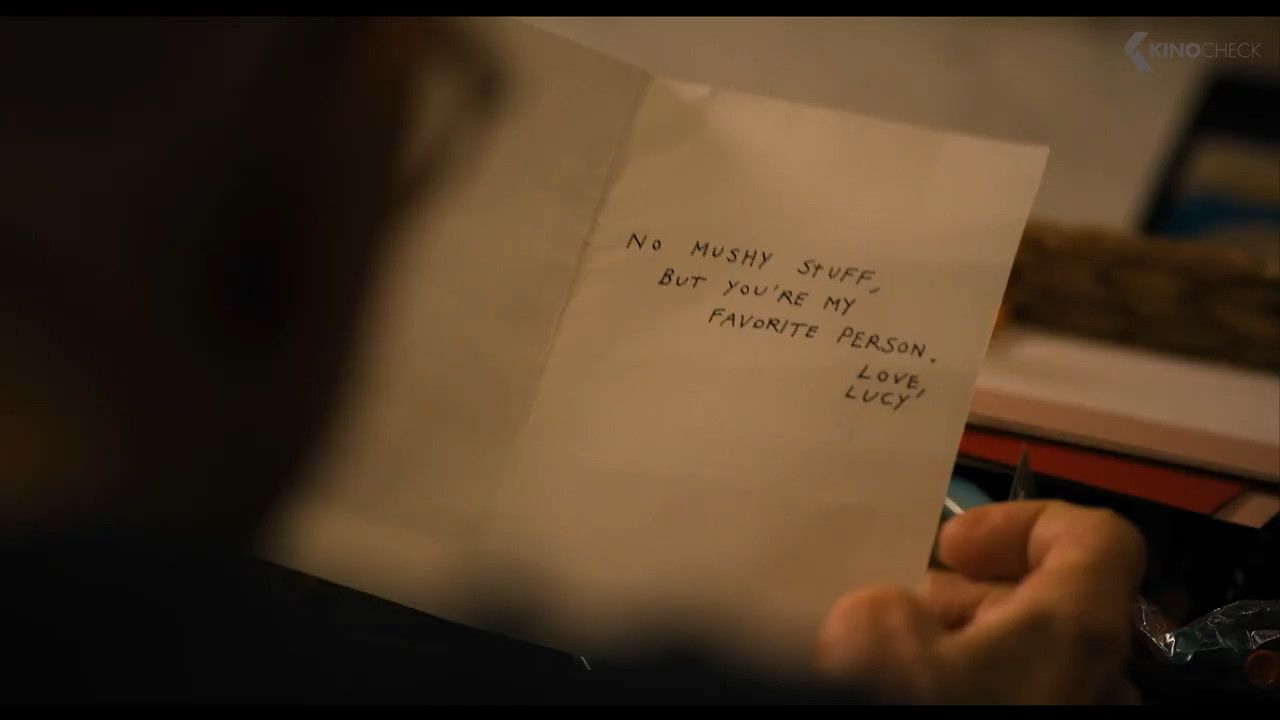 KINOCHECK
NO MUSHY STUFF,
BUT YOU'RE MY
FAVORITE PERSON.
LOVE,
LUCY